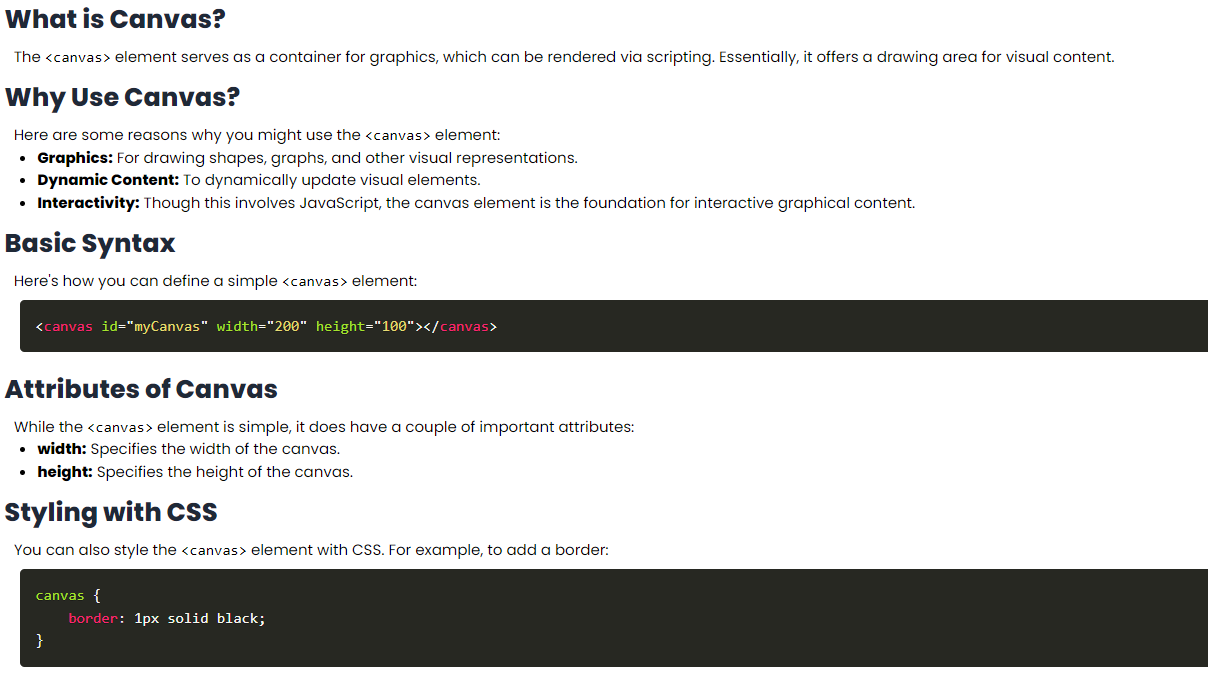 What is Canvas?
The <canvas> element serves as a container for graphics, which can be rendered via scripting. Essentially, it offers a drawing area for visual content.
Why Use Canvas?
Here are some reasons why you might use the <canvas> element:
• Graphics: For drawing shapes, graphs, and other visual representations.
• Dynamic Content: To dynamically update visual elements.
• Interactivity: Though this involves JavaScript, the canvas element is the foundation for interactive graphical content.
Basic Syntax
Here's how you can define a simple <canvas> element:
<canvas id="myCanvas" width="200" height="100"></canvas>
Attributes of Canvas
While the <canvas> element is simple, it does have a couple of important attributes:
• width: Specifies the width of the canvas.
• height: Specifies the height of the canvas.
Styling with CSS
You can also style the <canvas> element with CSS. For example, to add a border:
canvas {
    border: 1px solid black;
}